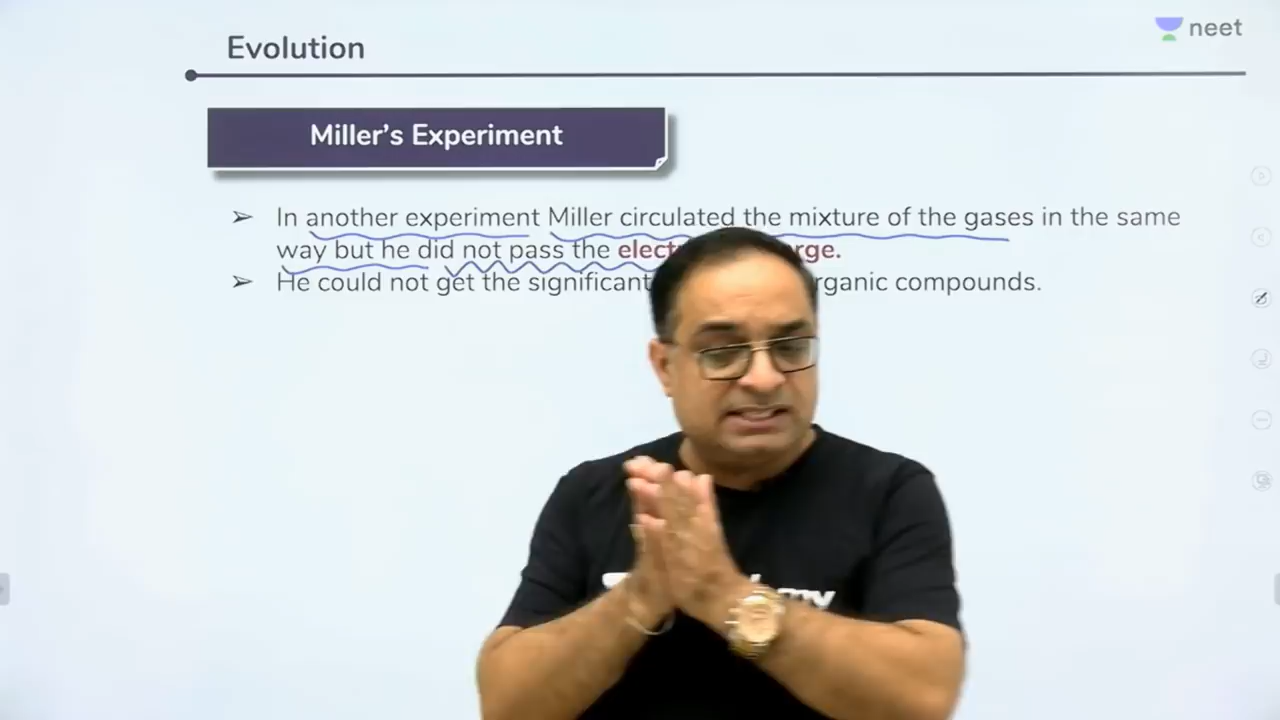 neet
Evolution
Miller's Experiment
➢ In another experiment Miller circulated the mixture of the gases in the same
way but he did not pass the
➢ He could not get the significant compounds.